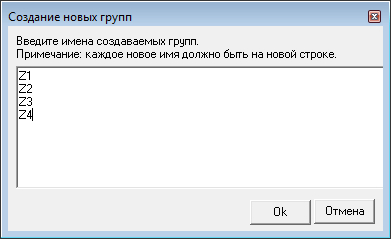 Создание новых групп
Введите имена создаваемых групп.
Примечание: каждое новое имя должно быть на новой строке.
Z1
Z2
Z3
Z4
Ok
Отмена